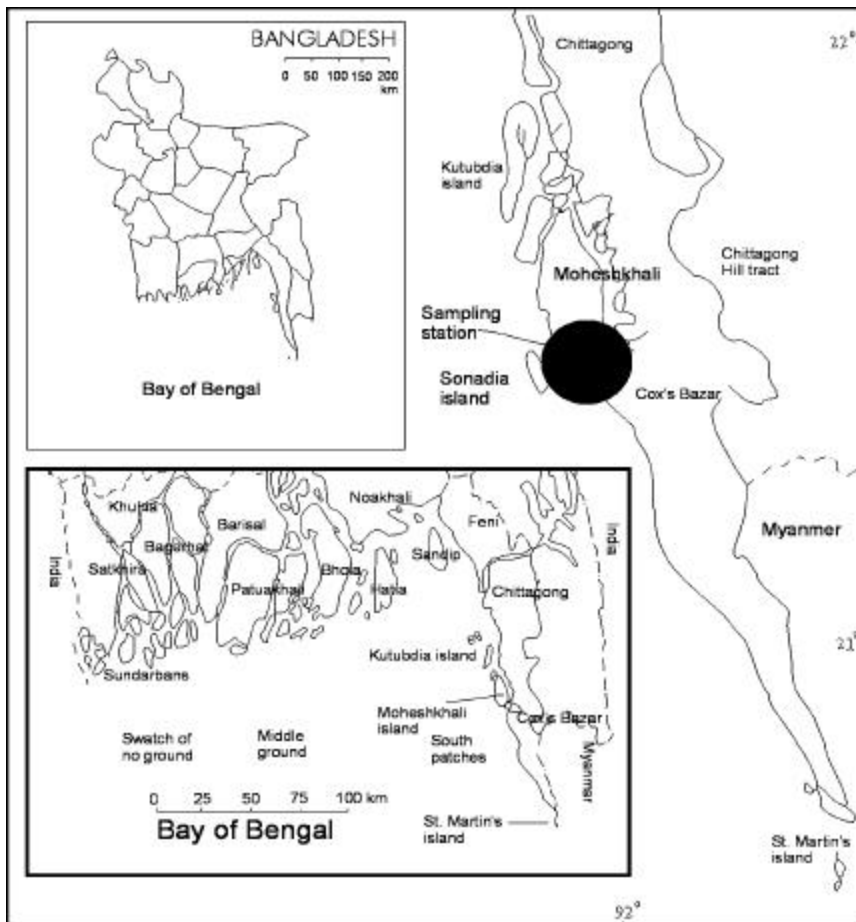 BANGLADESH
0 50 100 150 200
km
Bay of Bengal
Chittagong
22°
Kutubdia
island
Chittagong
Hill tract
Moheshkhali
Sampling
station
Sonadia
island
Cox's Bazar
Myanmer
21°
St. Martin's
island
92°
Khulna
Bagerhat
Satkhira
Barisal
Patuakhali
Bhola
Noakhali
Hatia
Sandip
Feni
Chittagong
India
India
Sundarbans
Kutubdia island
Moheshkhali
island
Cox's Bazar
Swatch of
no ground
Middle
ground
South
patches
Myanmar
0 25 50 75 100 km
Bay of Bengal
St. Martin's
island